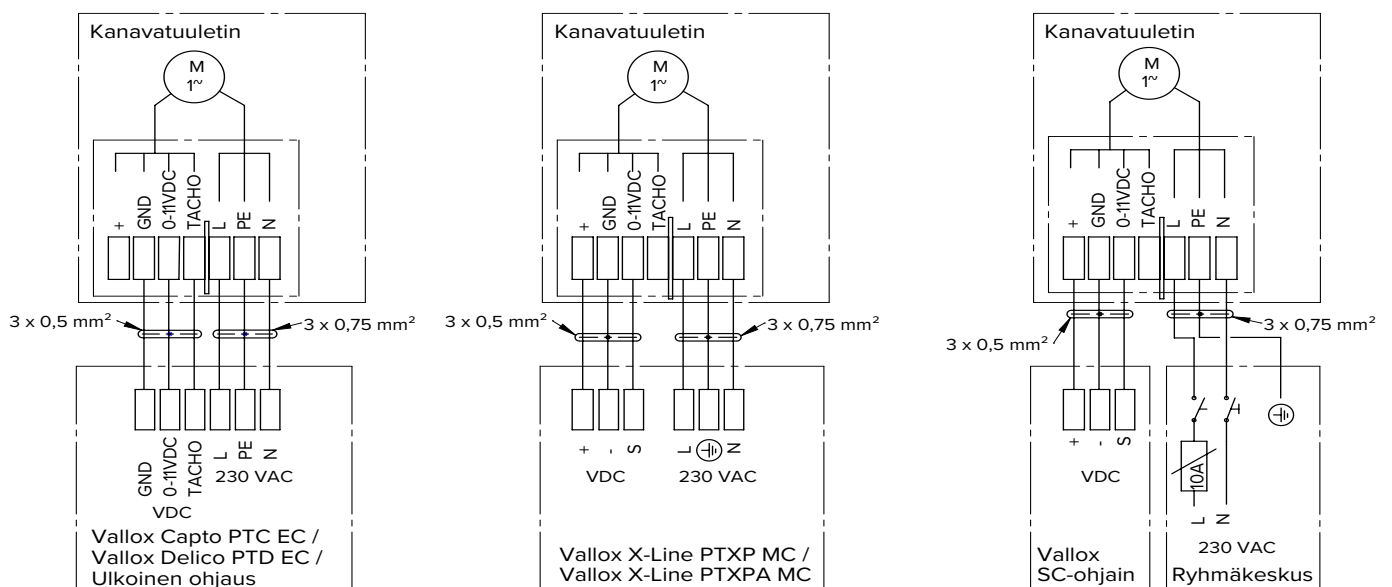 Kanavatuuletin
M
1~
+
GND
0-11VDC
TACHO
L
PE
N
3 x 0,5 mm²
3 x 0,75 mm²
GND
0-11VDC
TACHO
L
PE
N
VDC
230 VAC
Vallox Capto PTC EC /
Vallox Delico PTD EC /
Ulkoinen ohjaus
Kanavatuuletin
M
1~
+
GND
0-11VDC
TACHO
L
PE
N
3 x 0,5 mm²
3 x 0,75 mm²
+
-
S
L
N
VDC
230 VAC
Vallox X-Line PTXP MC /
Vallox X-Line PTXPA MC
Kanavatuuletin
M
1~
+
GND
0-11VDC
TACHO
L
PE
N
3 x 0,5 mm²
3 x 0,75 mm²
+
-
S
VDC
Vallox
SC-ohjain
10A
L
N
230 VAC
Ryhmäkeskus